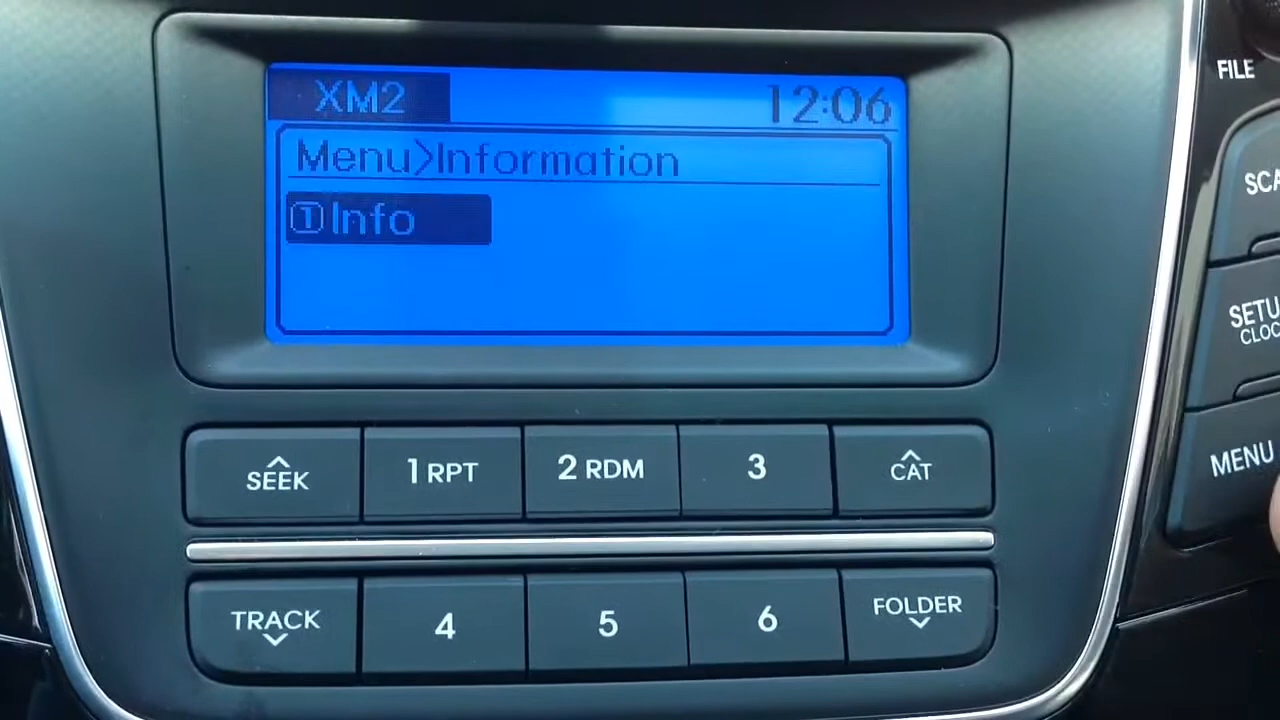 XM2 12:06
Menu>Information
①Info
FILE
SEEK 1 RPT 2 RDM 3 CAT
TRACK 4 5 6 FOLDER
MENU